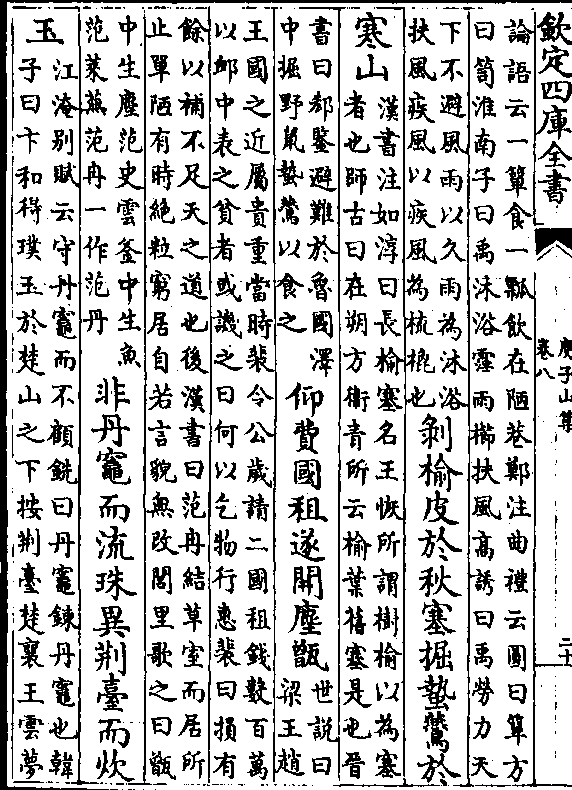 欽定四庫全書
庾子山集
卷八
二十
論語云一簞食一瓢飲在陋巷鄭注曲禮云圓曰簞方
曰笥淮南子曰禹沐浴霪雨櫛扶風高誘曰禹勞力天
下不避風雨以久雨為沐浴
扶風疾風以疾風為梳也
剝榆皮於秋塞掘蟄鷰於
寒山
漢書注如淳曰長榆塞名王恢所謂樹榆以為塞
者也師古曰在朔方衛青所云榆葉舊塞是也晉
書曰都鑒避難於魯國澤
中掘野鼠蟄鷰以食之
仰費國租遂開塵甑
世說曰
梁王趙
王國之近屬貴重當時裴令公歲請二國租錢數百萬
以卹中表之貧者或譏之曰何以乞物行惠裴曰損有
餘以補不足天之道也後漢書曰范冉結草室而居所
止單陋有時絕粒窮居自若言貌無改閭里歌之曰甑
中生塵范史雲釜中生魚
范萊蕪范冉一作范丹
非丹竈而流珠異荆臺而炊
玉
江淹別賦云守丹竈而不顧銑曰丹竈鍊丹竈也韓
子曰卞和得璞玉於楚山之下按荆臺楚襄王雲夢